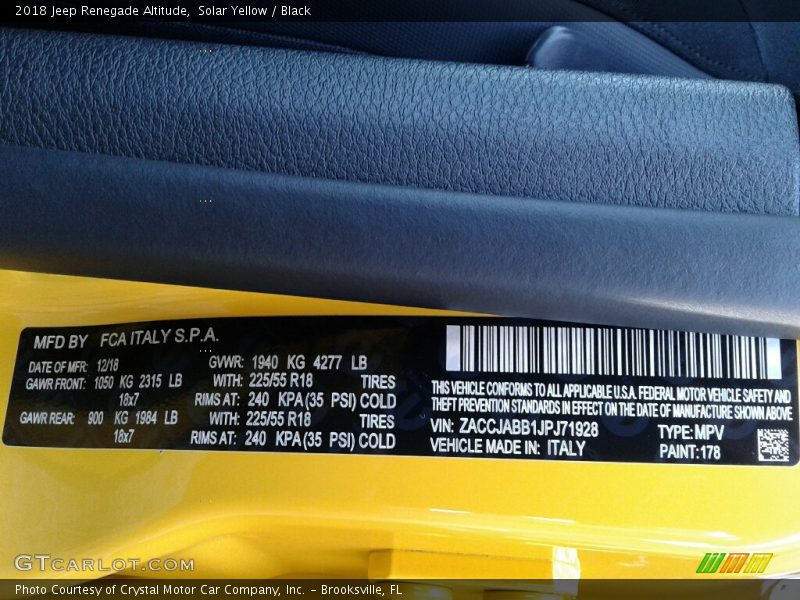 2018 Jeep Renegade Altitude, Solar Yellow / Black
MFD BY FCA ITALY S.P.A.
DATE OF MFR: 12/18
GVWR: 1940 KG 4277 LB
GAWR FRONT: 1050 KG 2315 LB
WITH: 225/55 R18 TIRES
18x7
RIMS AT: 240 KPA (35 PSI) COLD
GAWR REAR: 900 KG 1984 LB
WITH: 225/55 R18 TIRES
18x7
RIMS AT: 240 KPA (35 PSI) COLD
THIS VEHICLE CONFORMS TO ALL APPLICABLE U.S.A. FEDERAL MOTOR VEHICLE SAFETY AND
THEFT PREVENTION STANDARDS IN EFFECT ON THE DATE OF MANUFACTURE SHOWN ABOVE
VIN: ZACCJABB1JPJ71928
TYPE: MPV
VEHICLE MADE IN: ITALY
PAINT: 178
GTCARLOT.COM
Photo Courtesy of Crystal Motor Car Company, Inc. – Brooksville, FL